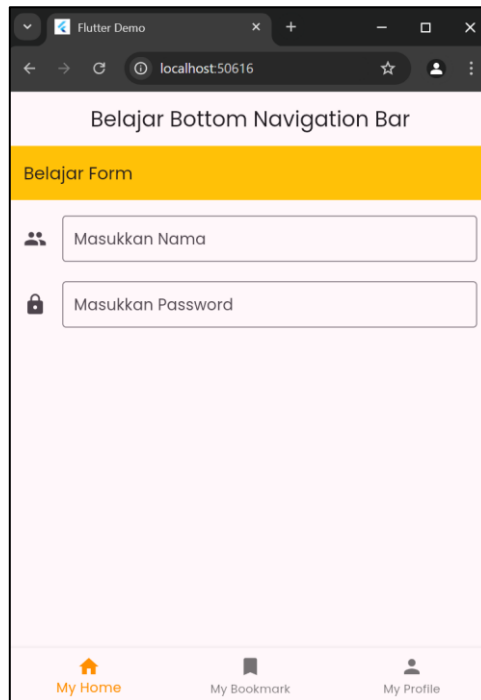 Flutter Demo
localhost:50616
Belajar Bottom Navigation Bar
Belajar Form
Masukkan Nama
Masukkan Password
My Home My Bookmark My Profile